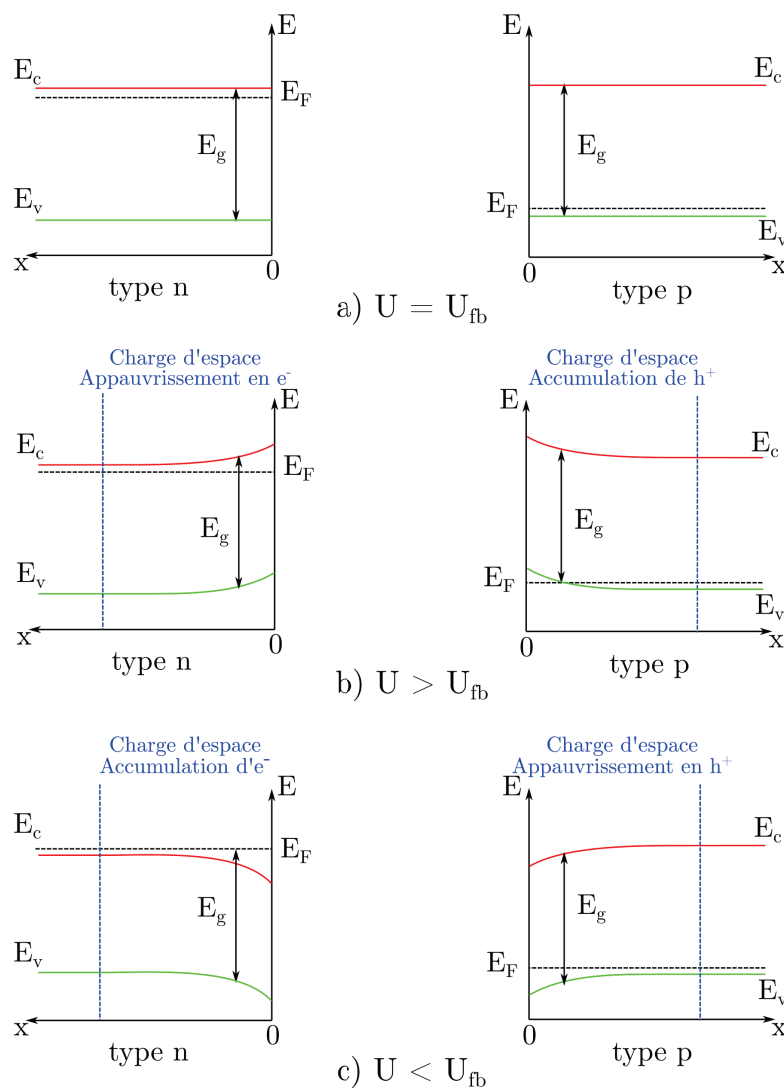 E
E
E_c
E_c
E_F
E_g
E_g
E_v
E_F
E_v
x
0
0
x
type n
type p
a) U = U_fb
Charge d'espace
Appauvrissement en e⁻
Charge d'espace
Accumulation de h⁺
E
E
E_c
E_c
E_F
E_g
E_g
E_v
E_F
E_v
x
0
0
x
type n
type p
b) U > U_fb
Charge d'espace
Accumulation d'e⁻
Charge d'espace
Appauvrissement en h⁺
E
E
E_c
E_c
E_F
E_g
E_g
E_v
E_F
E_v
x
0
0
x
type n
type p
c) U < U_fb